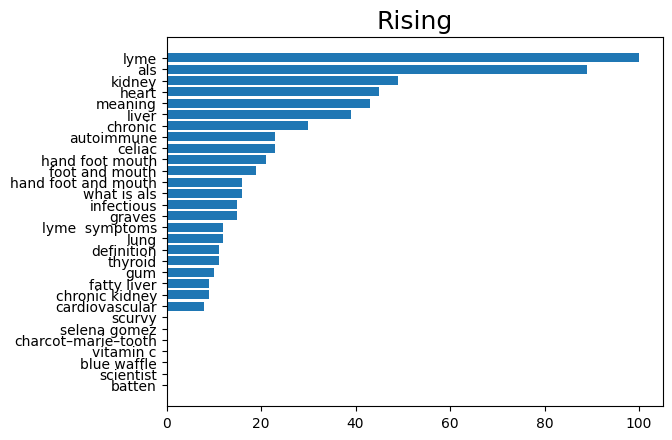 Rising
lyme
als
kidney
heart
meaning
liver
chronic
autoimmune
celiac
hand foot mouth
foot and mouth
hand foot and mouth
what is als
infectious
graves
lyme  symptoms
lung
definition
thyroid
gum
fatty liver
chronic kidney
cardiovascular
scurvy
selena gomez
charcot–marie–tooth
vitamin c
blue waffle
scientist
batten
0 20 40 60 80 100